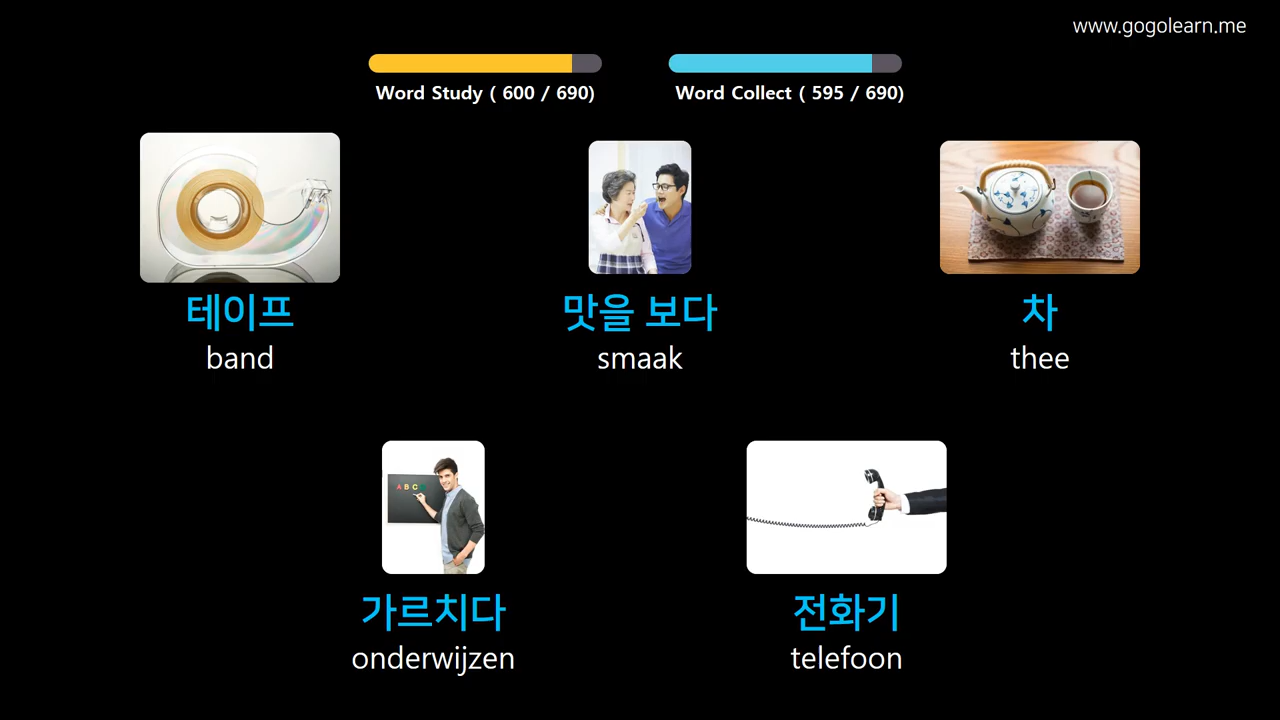 www.gogolearn.me
Word Study ( 600 / 690)
Word Collect ( 595 / 690)
테이프
band
맛을 보다
smaak
차
thee
A B C
가르치다
onderwijzen
전화기
telefoon